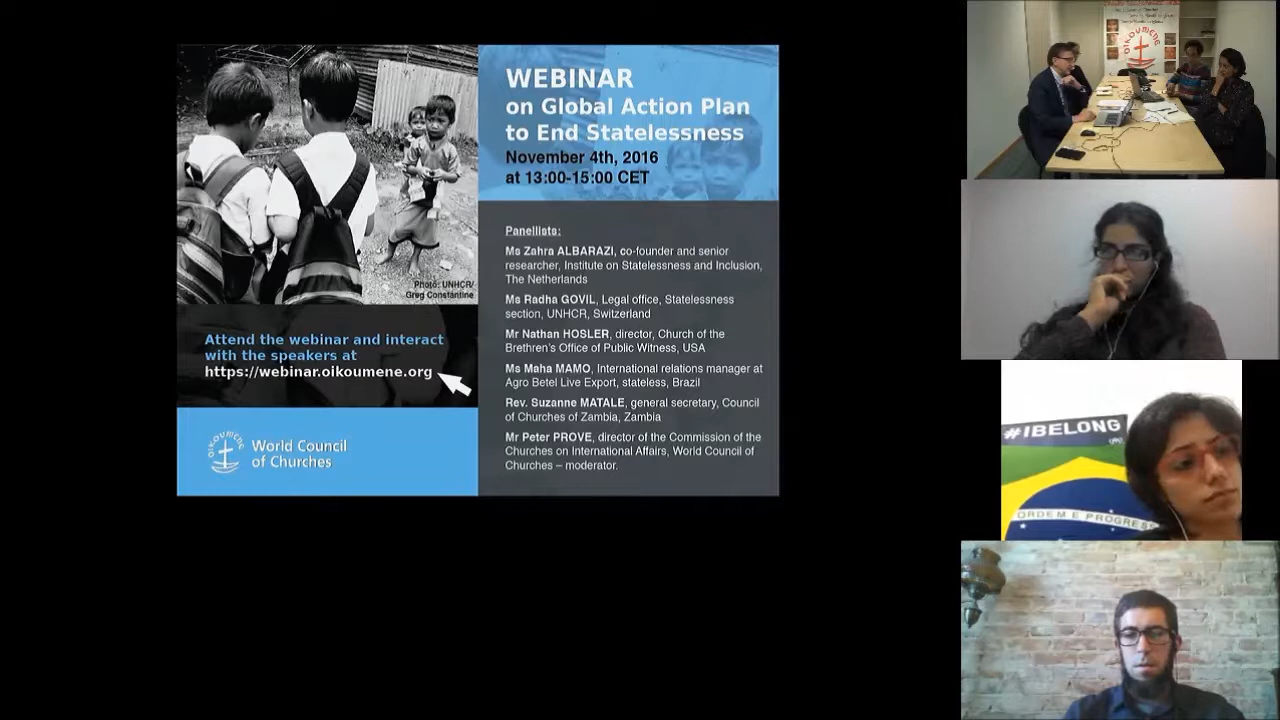 WEBINAR
on Global Action Plan
to End Statelessness
November 4th, 2016
at 13:00-15:00 CET
Photo: UNHCR/
Greg Constantine
Attend the webinar and interact
with the speakers at
https://webinar.oikoumene.org
OIKOUMENE
World Council
of Churches
Panellists:
Ms Zahra ALBARAZI, co-founder and senior
researcher, Institute on Statelessness and Inclusion,
The Netherlands
Ms Radha GOVIL, Legal office, Statelessness
section, UNHCR, Switzerland
Mr Nathan HOSLER, director, Church of the
Brethren's Office of Public Witness, USA
Ms Maha MAMO, International relations manager at
Agro Betel Live Export, stateless, Brazil
Rev. Suzanne MATALE, general secretary, Council
of Churches of Zambia, Zambia
Mr Peter PROVE, director of the Commission of the
Churches on International Affairs, World Council of
Churches – moderator.
OIKOUMENE
#IBELONG
ORDEM E PROGRESS